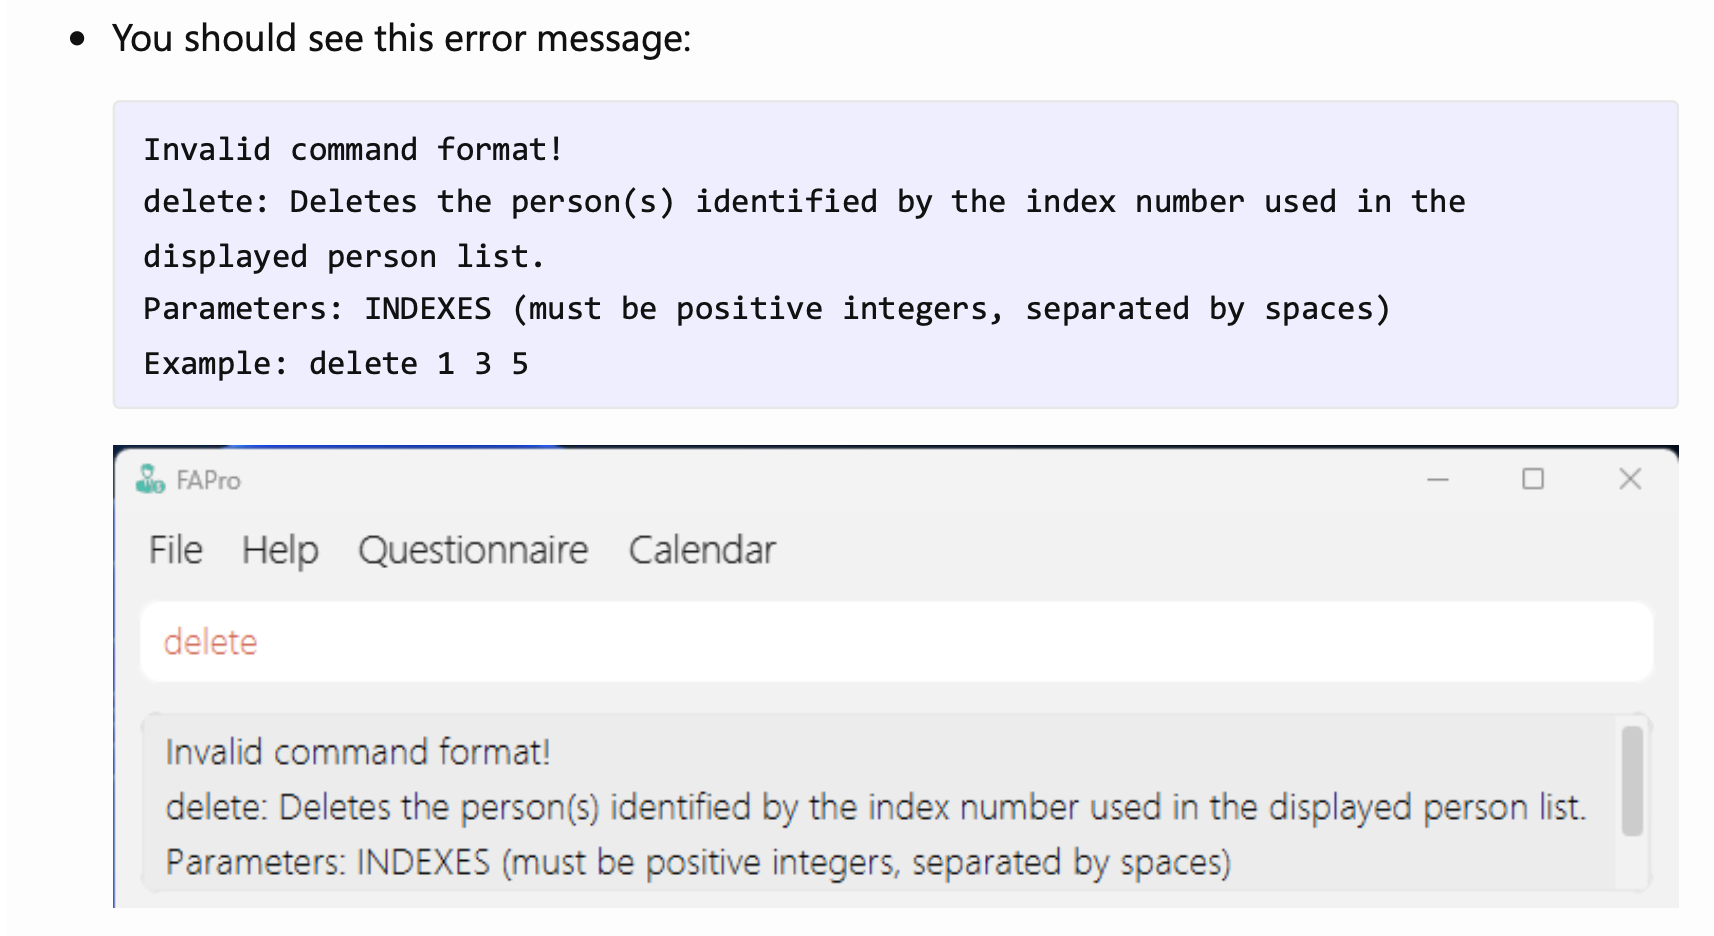 You should see this error message:
Invalid command format!
delete: Deletes the person(s) identified by the index number used in the
displayed person list.
Parameters: INDEXES (must be positive integers, separated by spaces)
Example: delete 1 3 5
FAPro
File Help Questionnaire Calendar
delete
Invalid command format!
delete: Deletes the person(s) identified by the index number used in the displayed person list.
Parameters: INDEXES (must be positive integers, separated by spaces)